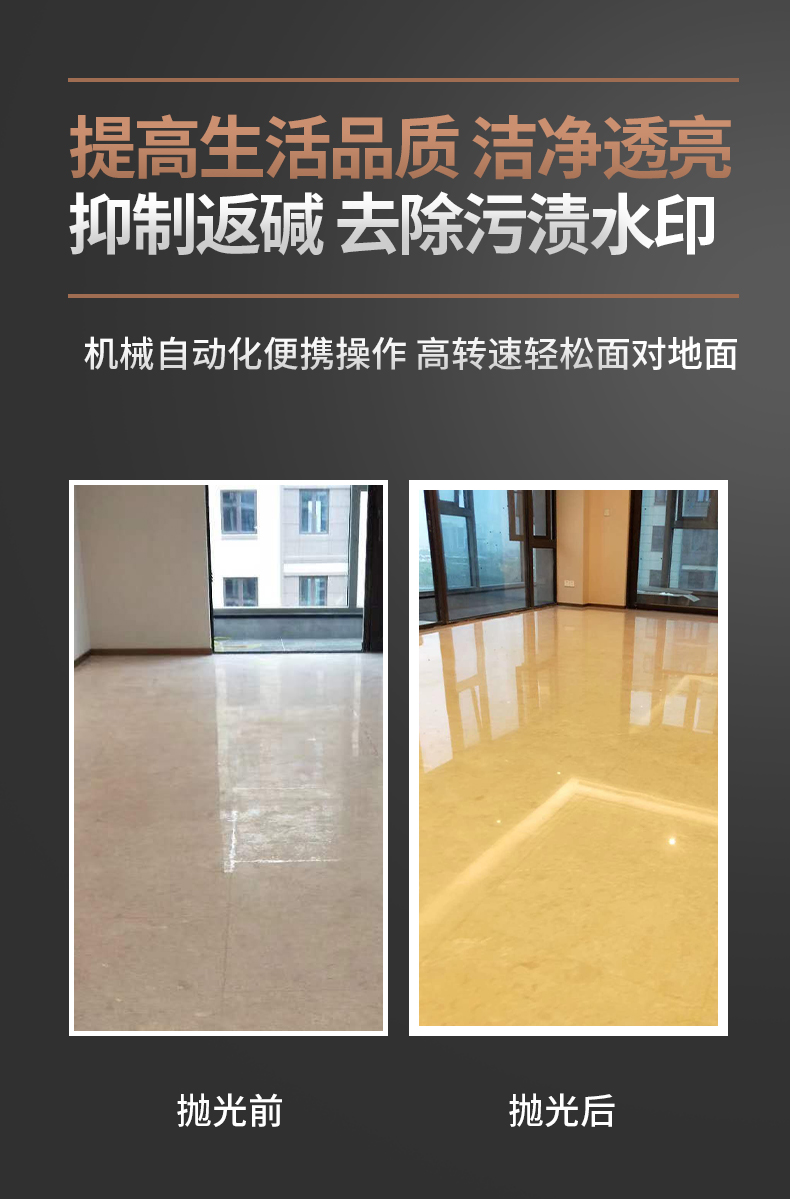 提高生活品质 洁净透亮
抑制返碱 去除污渍水印
机械自动化便携操作 高转速轻松面对地面
抛光前
抛光后